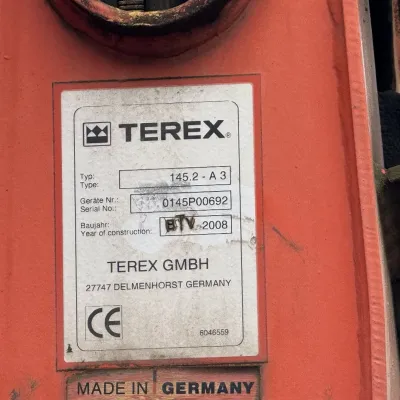 TEREX®
Typ: 145.2 - A 3
Type:
Geräte Nr.: 0145P00692
Serial No.:
Baujahr: BTV 2008
Year of construction:
TEREX GMBH
27747 DELMENHORST GERMANY
CE
6046559
MADE IN GERMANY